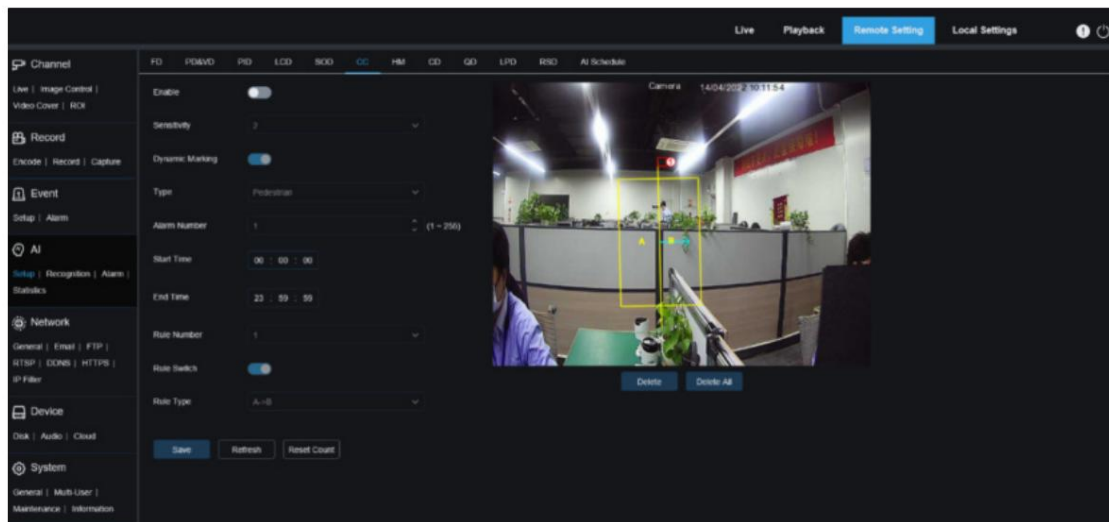 Live Playback Remote Setting Local Settings
Channel
Live | Image Control |
Video Cover | ROI
Record
Encode | Record | Capture
Event
Setup | Alarm
AI
Setup | Recognition | Alarm |
Statistics
Network
General | Email | FTP |
RTSP | DDNS | HTTPS |
IP Filter
Device
Disk | Audio | Cloud
System
General | Multi-User |
Maintenance | Information
FD PD&VD PID LCD SOD CC HM CD QD LPD RSD AI Schedule
Enable
Sensitivity 2
Dynamic Marking
Type Pedestrian
Alarm Number 1 (1 ~ 255)
Start Time 00 : 00 : 00
End Time 23 : 59 : 59
Rule Number 1
Rule Switch
Rule Type A->B
Save Refresh Reset Count
Camera 14/04/2022 10:11:54
A B
Delete Delete All